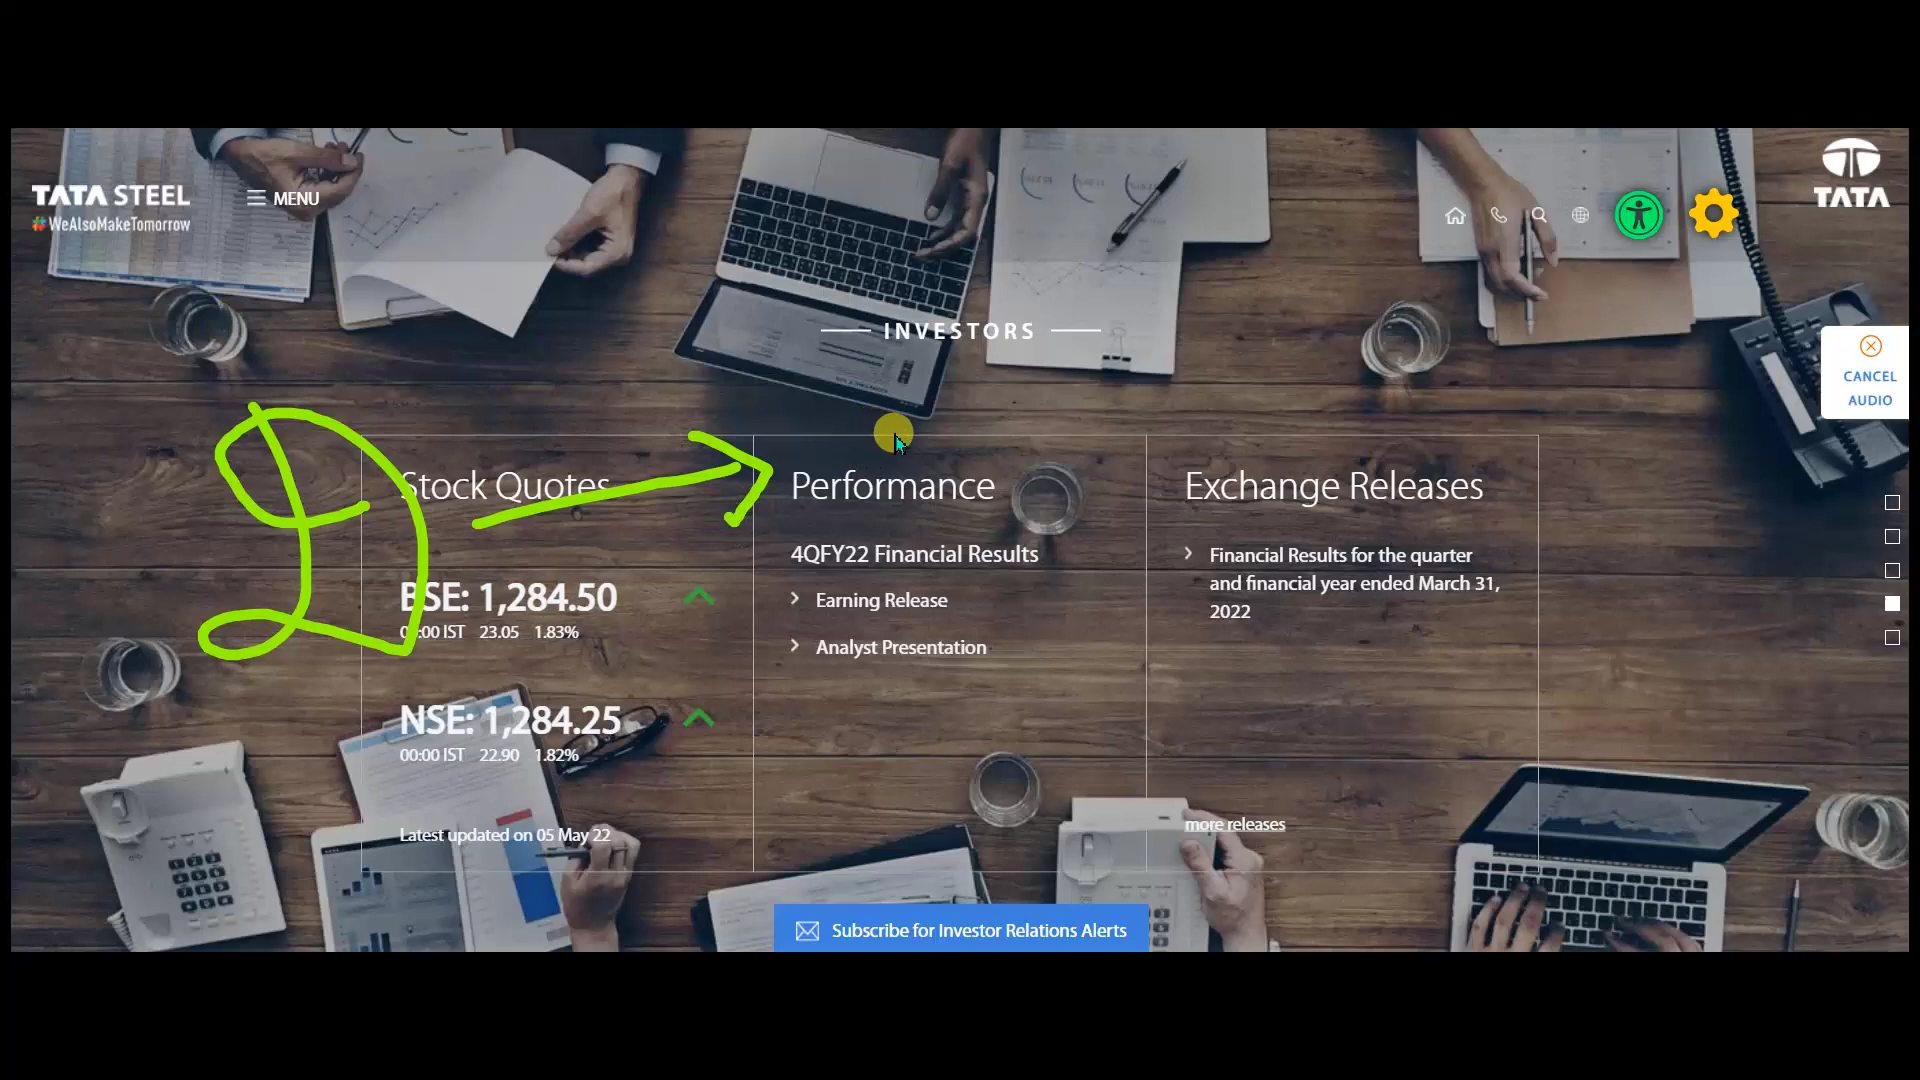 TATA STEEL
#WeAlsoMakeTomorrow
MENU
TATA
INVESTORS
CANCEL
AUDIO
Stock Quotes
BSE: 1,284.50
00:00 IST 23.05 1.83%
NSE: 1,284.25
00:00 IST 22.90 1.82%
Latest updated on 05 May 22
Performance
4QFY22 Financial Results
Earning Release
Analyst Presentation
Exchange Releases
Financial Results for the quarter
and financial year ended March 31,
2022
more releases
Subscribe for Investor Relations Alerts